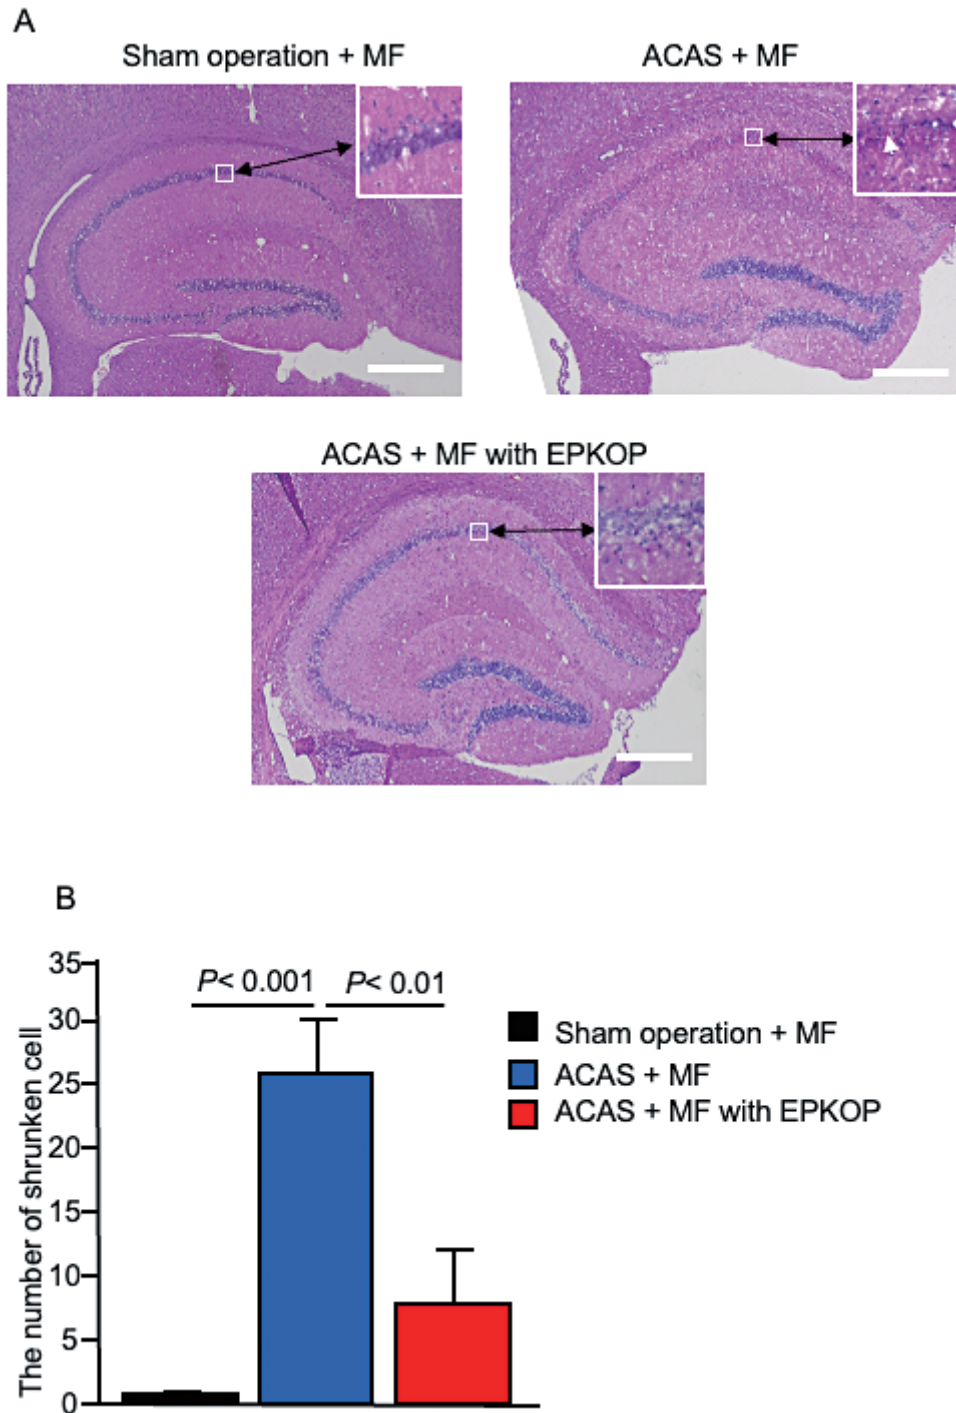 A
Sham operation + MF
ACAS + MF
ACAS + MF with EPKOP
B
The number of shrunken cell
35
30
25
20
15
10
5
0
P< 0.001
P< 0.01
Sham operation + MF
ACAS + MF
ACAS + MF with EPKOP